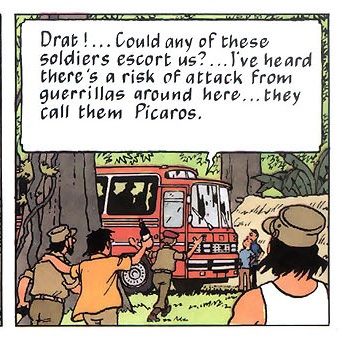 Drat!... Could any of these
soldiers escort us?... I've heard
there's a risk of attack from
guerrillas around here... they
call them Picaros.